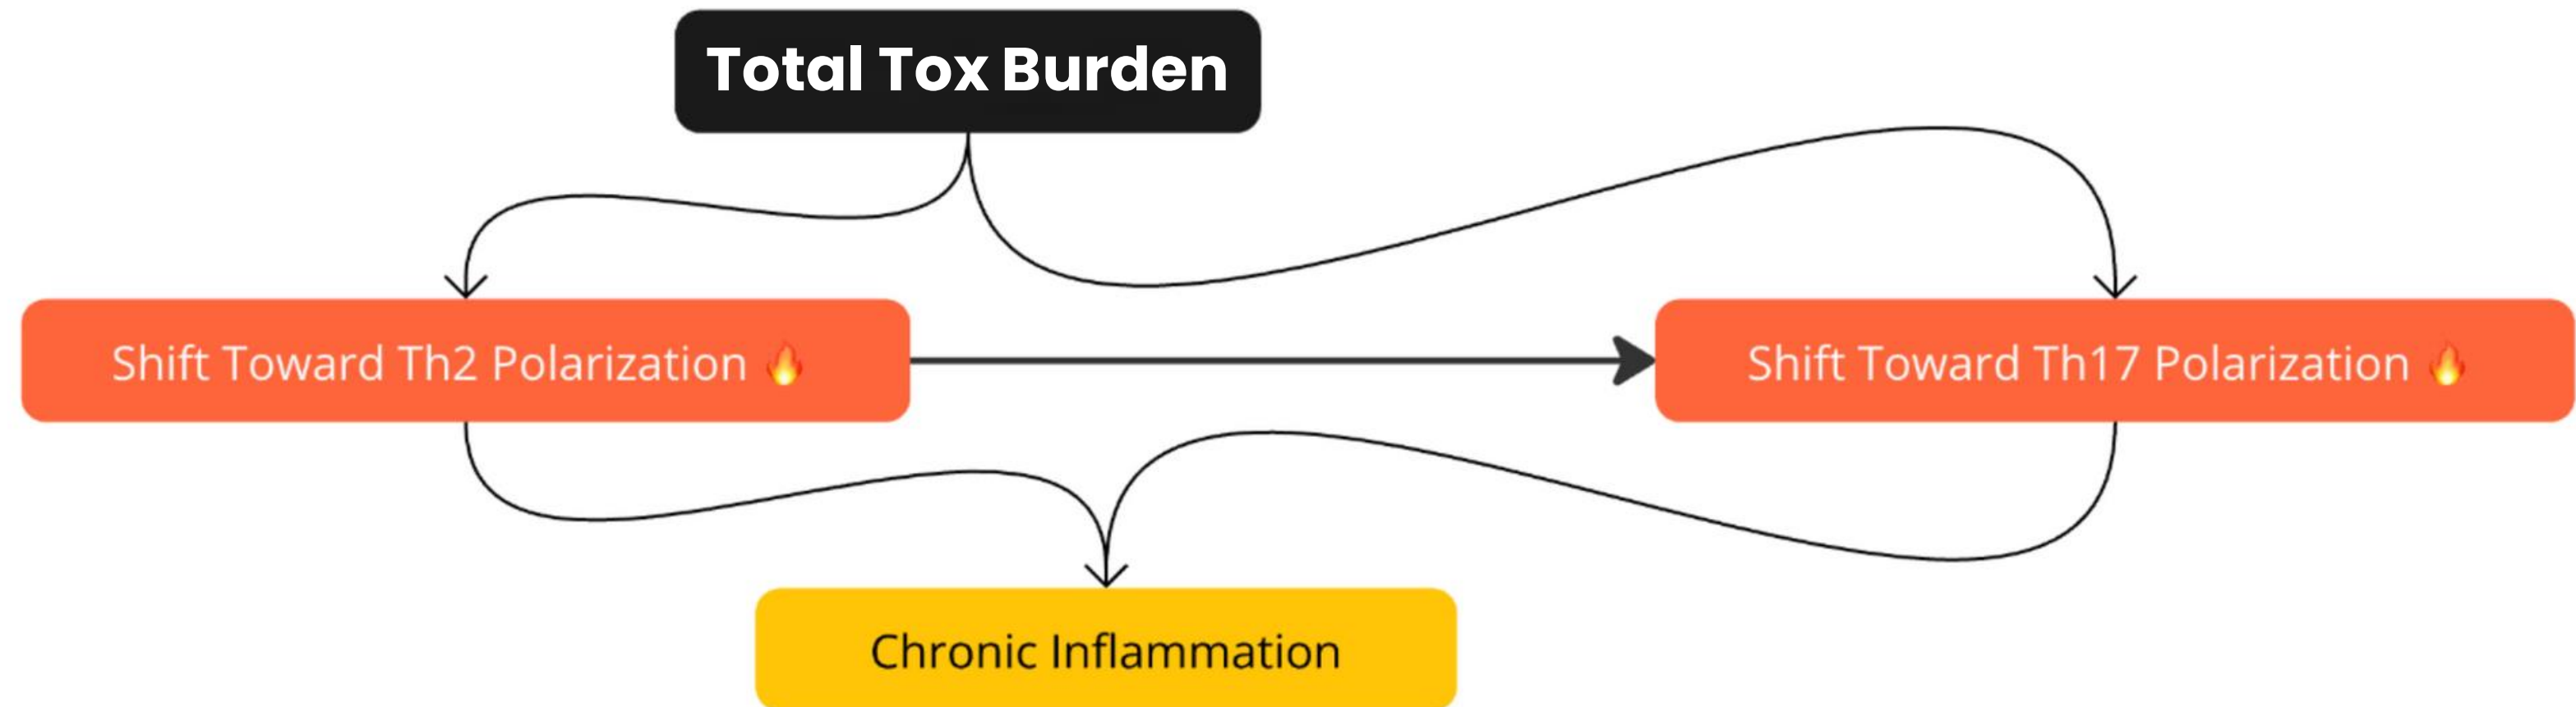 Total Tox Burden
Shift Toward Th2 Polarization 🔥
Shift Toward Th17 Polarization 🔥
Chronic Inflammation